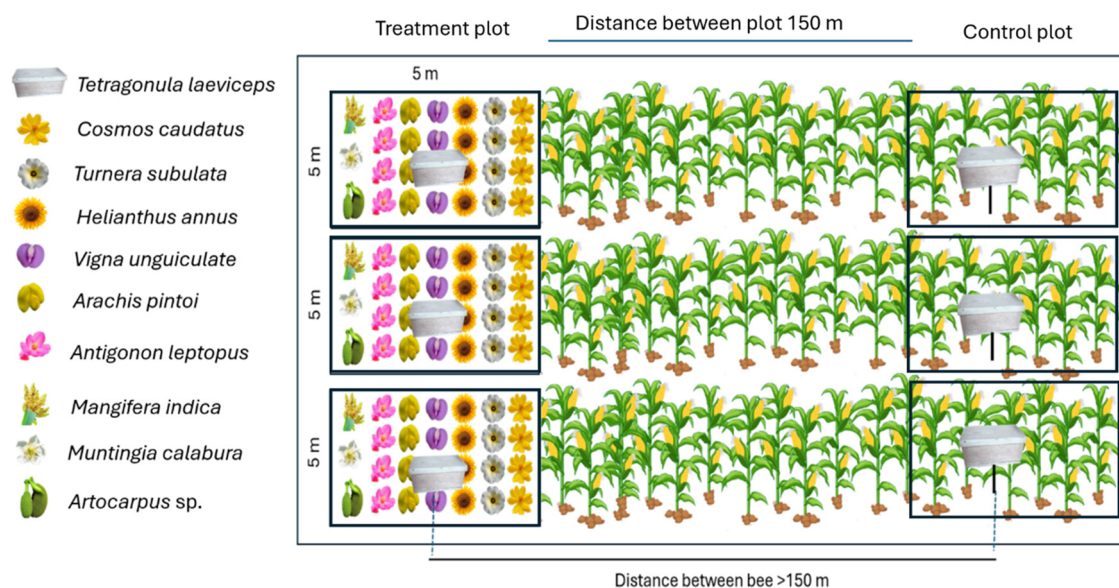 Treatment plot
Distance between plot 150 m
Control plot
5 m
5 m
5 m
5 m
Tetragonula laeviceps
Cosmos caudatus
Turnera subulata
Helianthus annus
Vigna unguiculate
Arachis pintoi
Antigonon leptopus
Mangifera indica
Muntingia calabura
Artocarpus sp.
Distance between bee >150 m